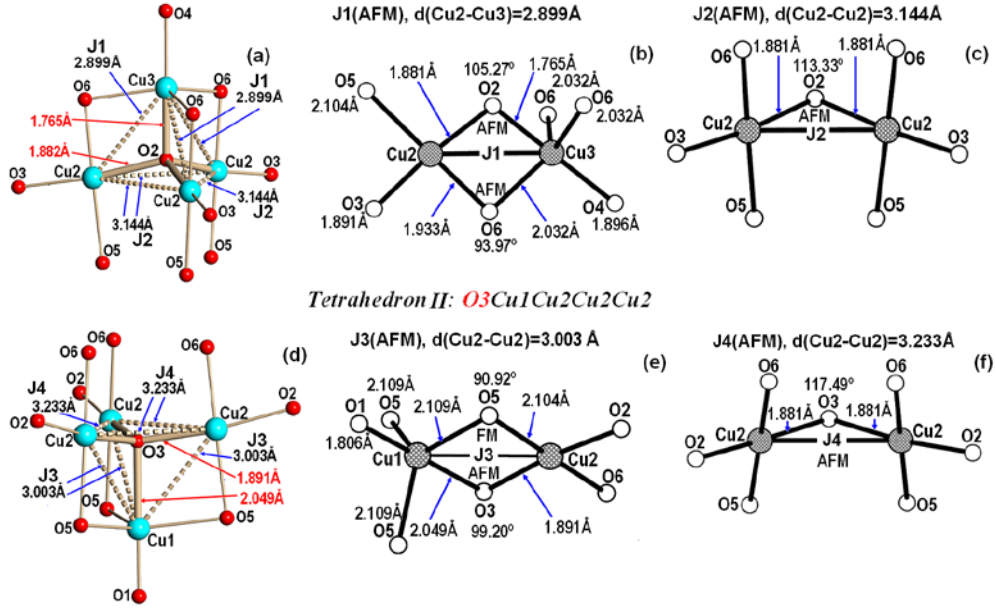 J1(AFM), d(Cu2-Cu3)=2.899Å
J2(AFM), d(Cu2-Cu2)=3.144Å
(a)
O4
J1
2.899Å
Cu3
O6
O6
O6
J1
2.899Å
1.765Å
1.882Å
O2
Cu2
Cu2
Cu2
O3
O3
O3
3.144Å
J2
3.144Å
J2
O5
O5
O5
(b)
O5
2.104Å
1.881Å
105.27º
O2
1.765Å
2.032Å
O6
O6
2.032Å
AFM
Cu2
J1
Cu3
AFM
O3
1.891Å
1.933Å
O6
93.97º
2.032Å
O4
1.896Å
(c)
O6
1.881Å
1.881Å
O6
113.33º
O2
AFM
Cu2
J2
Cu2
O3
O3
O5
O5
Tetrahedron II: O3Cu1Cu2Cu2Cu2
J3(AFM), d(Cu2-Cu2)=3.003 Å
J4(AFM), d(Cu2-Cu2)=3.233Å
(d)
O6
O6
O6
J4
3.233Å
O2
Cu2
J4
3.233Å
O2
O2
Cu2
Cu2
O3
J3
3.003Å
J3
3.003Å
1.891Å
2.049Å
O5
O5
O5
Cu1
O1
(e)
2.109Å
O5
O1
1.806Å
2.109Å
90.92º
O5
2.104Å
O2
FM
Cu1
J3
Cu2
AFM
O6
2.109Å
O5
2.049Å
O3
99.20º
1.891Å
(f)
O6
117.49º
O6
O3
1.881Å
1.881Å
Cu2
J4
Cu2
AFM
O2
O2
O5
O5